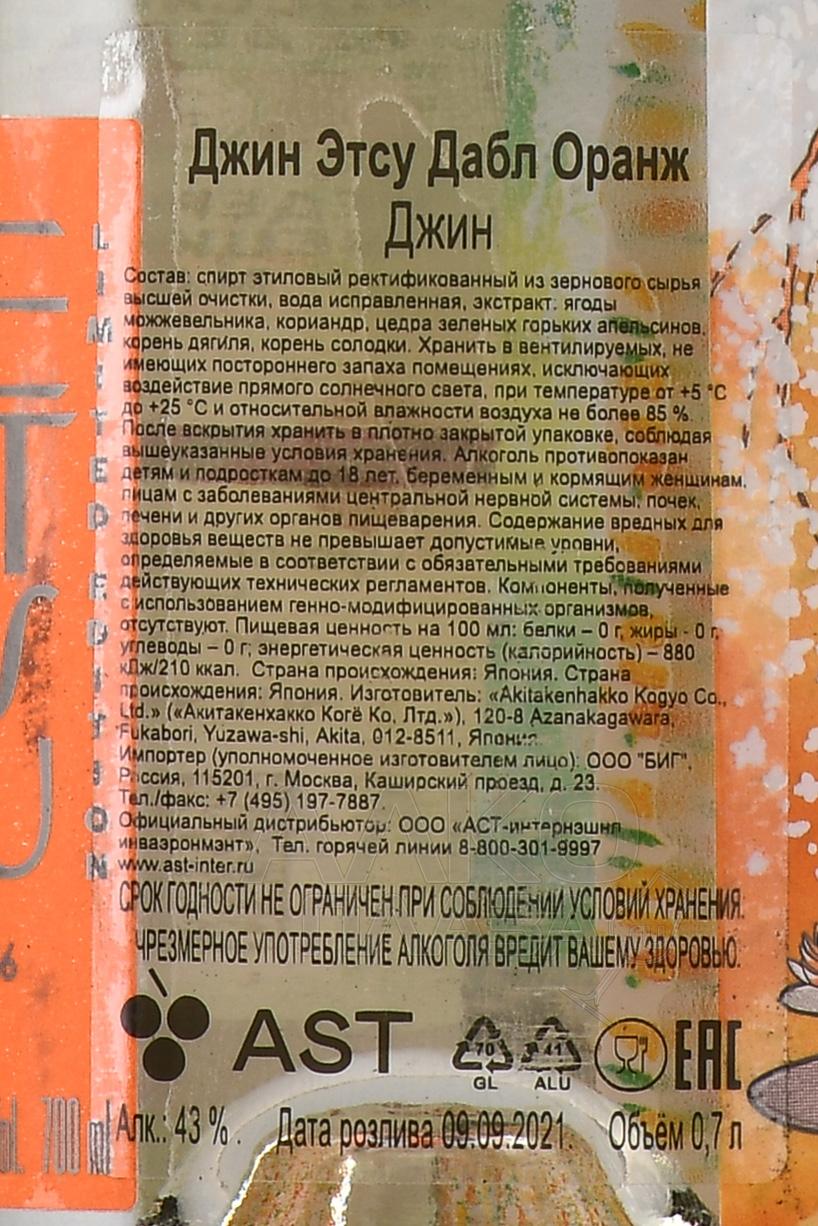 Джин Этсу Дабл Оранж
Джин
Состав: спирт этиловый ректификованный из зернового сырья
высшей очистки, вода исправленная, экстракт: ягоды
можжевельника, кориандр, цедра зеленых горьких апельсинов,
корень дягиля, корень солодки. Хранить в вентилируемых, не
имеющих постороннего запаха помещениях, исключающих
воздействие прямого солнечного света, при температуре от +5 °C
до +25 °C и относительной влажности воздуха не более 85 %.
После вскрытия хранить в плотно закрытой упаковке, соблюдая
вышеуказанные условия хранения. Алкоголь противопоказан
детям и подросткам до 18 лет, беременным и кормящим женщинам,
лицам с заболеваниями центральной нервной системы, почек,
печени и других органов пищеварения. Содержание вредных для
здоровья веществ не превышает допустимые уровни,
определяемые в соответствии с обязательными требованиями
действующих технических регламентов. Компоненты, полученные
с использованием генно-модифицированных организмов,
отсутствуют. Пищевая ценность на 100 мл: белки – 0 г, жиры - 0 г,
углеводы – 0 г; энергетическая ценность (калорийность) – 880
кДж/210 ккал. Страна происхождения: Япония. Страна
происхождения: Япония. Изготовитель: «Akitakenhakko Kogyo Co.,
Ltd.» («Акитакенхакко Когё Ко, Лтд.»), 120-8 Azanakagawara,
Fukabori, Yuzawa-shi, Akita, 012-8511, Япония.
Импортер (уполномоченное изготовителем лицо): ООО "БИГ",
Россия, 115201, г. Москва, Каширский проезд, д. 23.
Тел./факс: +7 (495) 197-7887.
Официальный дистрибьютор: ООО «АСТ-интернэшнл
инваэронмэнт», Тел. горячей линии 8-800-301-9997
www.ast-inter.ru
СРОК ГОДНОСТИ НЕ ОГРАНИЧЕН ПРИ СОБЛЮДЕНИИ УСЛОВИЙ ХРАНЕНИЯ.
ЧРЕЗМЕРНОЕ УПОТРЕБЛЕНИЕ АЛКОГОЛЯ ВРЕДИТ ВАШЕМУ ЗДОРОВЬЮ.
AST
70
GL
41
ALU
EAC
Алк.: 43 %. Дата розлива 09.09.2021. Объём 0,7 л
LIMITED EDITION
700 ml